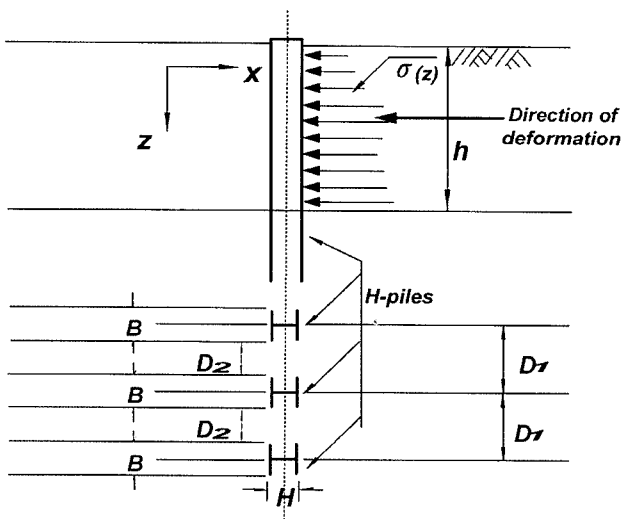 x
σ(z)
Direction of
deformation
z
h
H-piles
B
D2
D1
B
D2
D1
B
H